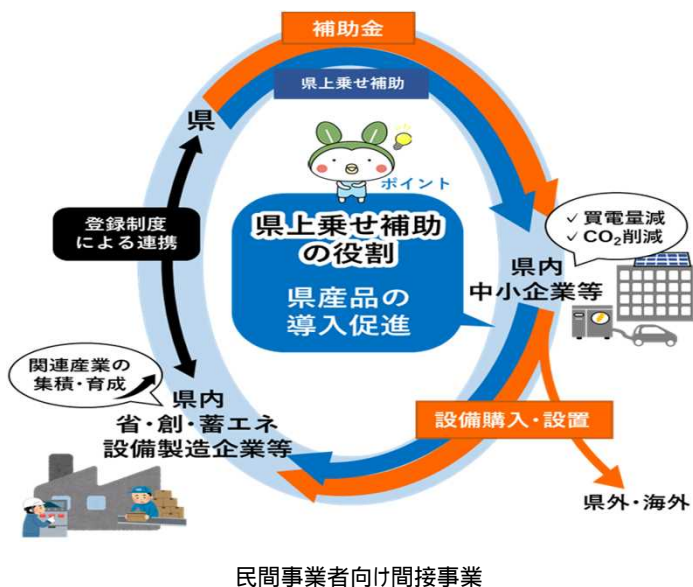 補助金
県上乗せ補助
県
ポイント
登録制度
による連携
県上乗せ補助
の役割
県産品の
導入促進
✓買電量減
✓CO₂削減
県内
中小企業等
関連産業の
集積・育成
県内
省・創・蓄エネ
設備製造企業等
設備購入・設置
県外・海外
民間事業者向け間接事業